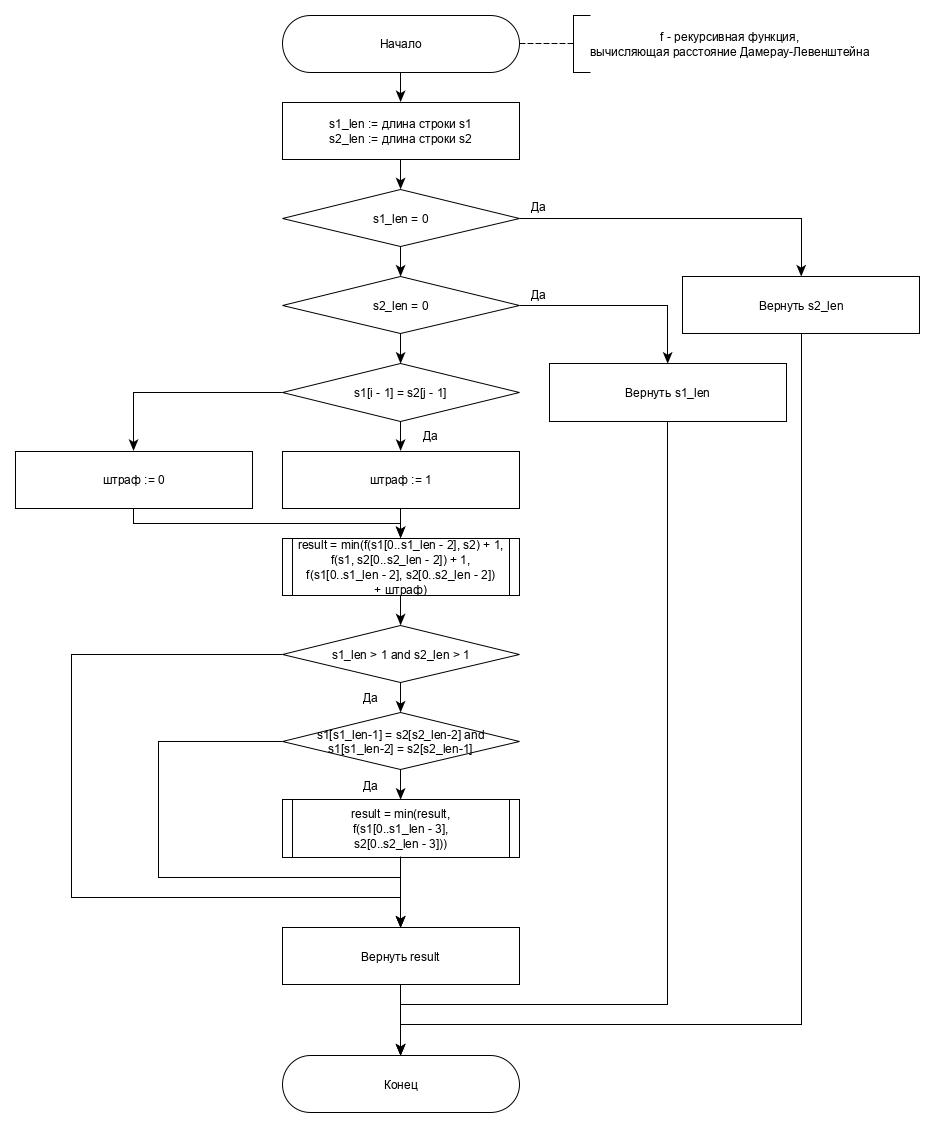 Начало
f - рекурсивная функция,
вычисляющая расстояние Дамерау-Левенштейна
s1_len := длина строки s1
s2_len := длина строки s2
s1_len = 0
Да
s2_len = 0
Да
Вернуть s2_len
s1[i - 1] = s2[j - 1]
Вернуть s1_len
Да
штраф := 0
штраф := 1
result = min(f(s1[0..s1_len - 2], s2) + 1,
f(s1, s2[0..s2_len - 2]) + 1,
f(s1[0..s1_len - 2], s2[0..s2_len - 2])
+ штраф)
s1_len > 1 and s2_len > 1
Да
s1[s1_len-1] = s2[s2_len-2] and
s1[s1_len-2] = s2[s2_len-1]
Да
result = min(result,
f(s1[0..s1_len - 3],
s2[0..s2_len - 3]))
Вернуть result
Конец